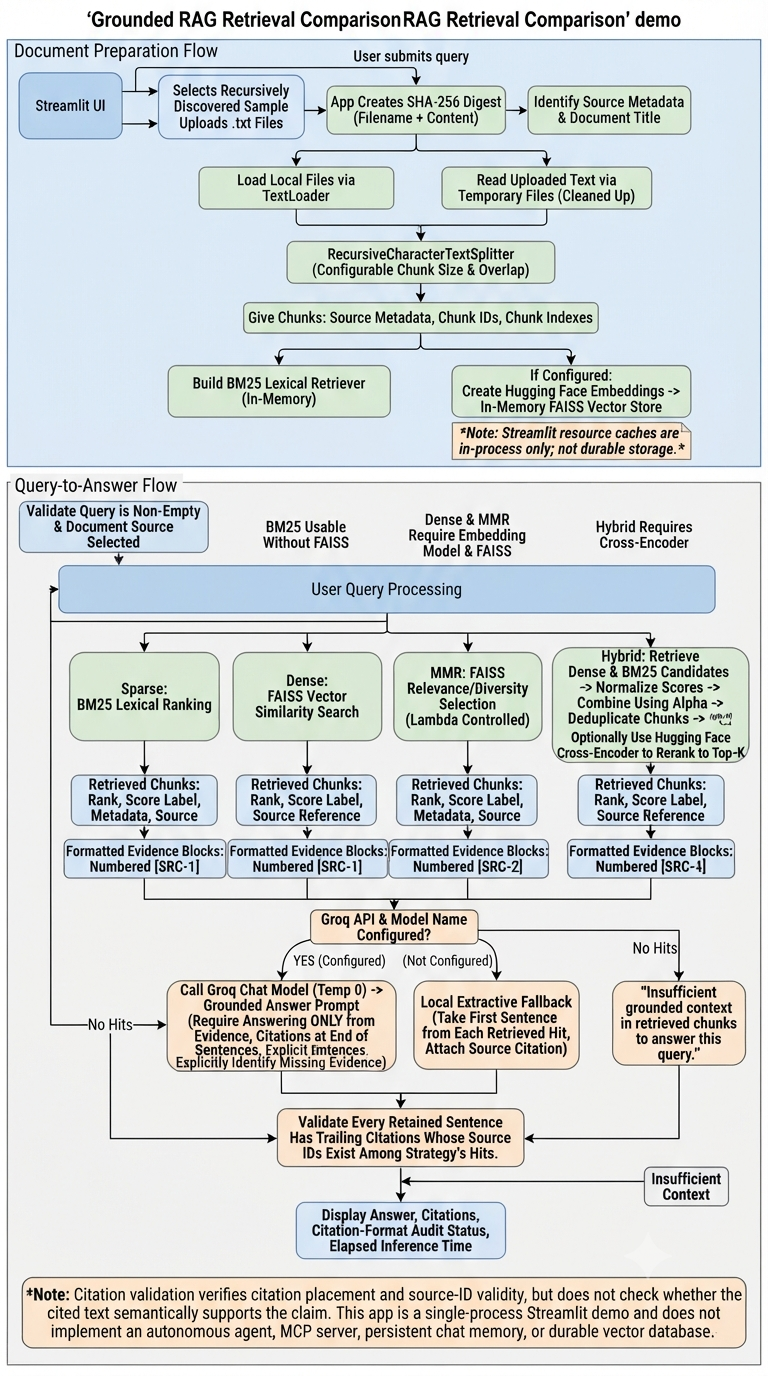 ‘Grounded RAG Retrieval ComparisonRAG Retrieval Comparison’ demo
Document Preparation Flow
User submits query
Streamlit UI
Selects Recursively
Discovered Sample
Uploads .txt Files
App Creates SHA-256 Digest
(Filename + Content)
Identify Source Metadata
& Document Title
Load Local Files via
TextLoader
Read Uploaded Text via
Temporary Files (Cleaned Up)
RecursiveCharacterTextSplitter
(Configurable Chunk Size & Overlap)
Give Chunks: Source Metadata, Chunk IDs, Chunk Indexes
Build BM25 Lexical Retriever
(In-Memory)
If Configured:
Create Hugging Face Embeddings ->
In-Memory FAISS Vector Store
*Note: Streamlit resource caches are
in-process only; not durable storage.*
Query-to-Answer Flow
Validate Query is Non-Empty
& Document Source
Selected
BM25 Usable
Without FAISS
Dense & MMR
Require Embedding
Model & FAISS
Hybrid Requires
Cross-Encoder
User Query Processing
Sparse:
BM25 Lexical Ranking
Dense:
FAISS Vector
Similarity Search
MMR: FAISS
Relevance/Diversity
Selection
(Lambda Controlled)
Hybrid: Retrieve
Dense & BM25 Candidates
-> Normalize Scores ->
Combine Using Alpha ->
Deduplicate Chunks ->
Optionally Use Hugging Face
Cross-Encoder to Rerank to Top-K
Retrieved Chunks:
Rank, Score Label,
Metadata, Source
Retrieved Chunks:
Rank, Score Label,
Source Reference
Retrieved Chunks:
Rank, Score Label,
Metadata, Source
Retrieved Chunks:
Rank, Score Label,
Source Reference
Formatted Evidence Blocks:
Numbered [SRC-1]
Formatted Evidence Blocks:
Numbered [SRC-1]
Formatted Evidence Blocks:
Numbered [SRC-2]
Formatted Evidence Blocks:
Numbered [SRC-4]
Groq API & Model Name
Configured?
YES (Configured)
(Not Configured)
No Hits
Call Groq Chat Model (Temp 0) ->
Grounded Answer Prompt
(Require Answering ONLY from
Evidence, Citations at End of
Sentences, Explicit
Explicitly Identify Missing Evidence)
Local Extractive Fallback
(Take First Sentence
from Each Retrieved Hit,
Attach Source Citation)
"Insufficient
grounded context
in retrieved chunks
to answer this
query."
No Hits
Validate Every Retained Sentence
Has Trailing CItations Whose Source
IDs Exist Among Strategy's Hits.
Insufficient
Context
Display Answer, Citations,
Citation-Format Audit Status,
Elapsed Inference Time
*Note: Citation validation verifies citation placement and source-ID validity, but does not check whether the
cited text semantically supports the claim. This app is a single-process Streamlit demo and does not
implement an autonomous agent, MCP server, persistent chat memory, or durable vector database.